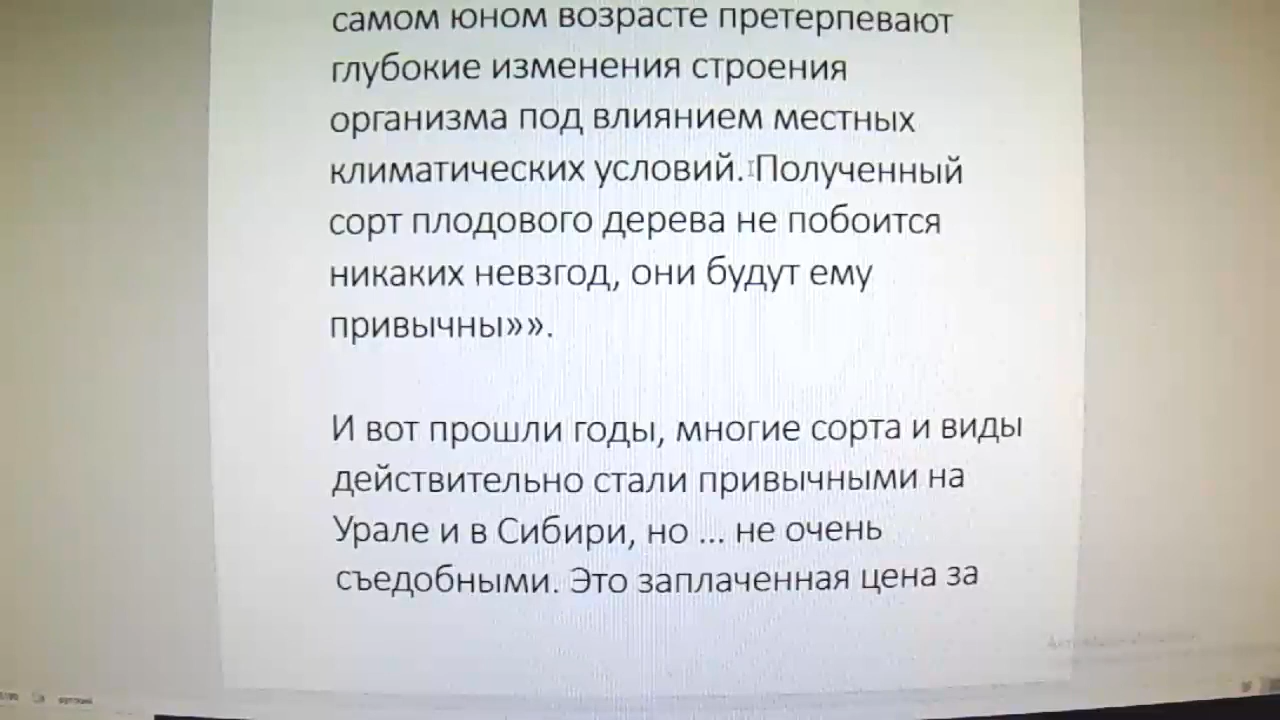 самом юном возрасте претерпевают
глубокие изменения строения
организма под влиянием местных
климатических условий. Полученный
сорт плодового дерева не побоится
никаких невзгод, они будут ему
привычны»».
И вот прошли годы, многие сорта и виды
действительно стали привычными на
Урале и в Сибири, но ... не очень
съедобными. Это заплаченная цена за